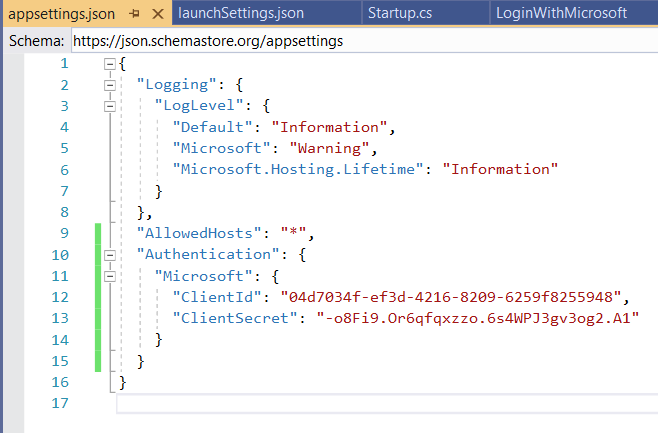 appsettings.json launchSettings.json Startup.cs LoginWithMicrosoft
Schema: https://json.schemastore.org/appsettings
1 {
2 "Logging": {
3 "LogLevel": {
4 "Default": "Information",
5 "Microsoft": "Warning",
6 "Microsoft.Hosting.Lifetime": "Information"
7 }
8 },
9 "AllowedHosts": "*",
10 "Authentication": {
11 "Microsoft": {
12 "ClientId": "04d7034f-ef3d-4216-8209-6259f8255948",
13 "ClientSecret": "-o8Fi9.Or6qfqxzzo.6s4WPJ3gv3og2.A1"
14 }
15 }
16 }
17